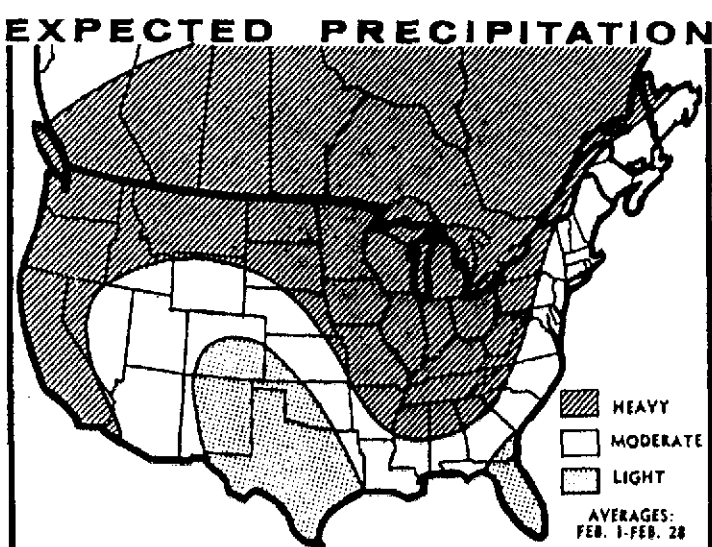 EXPECTED PRECIPITATION
HEAVY
MODERATE
LIGHT
AVERAGES:
FEB. 1-FEB. 28